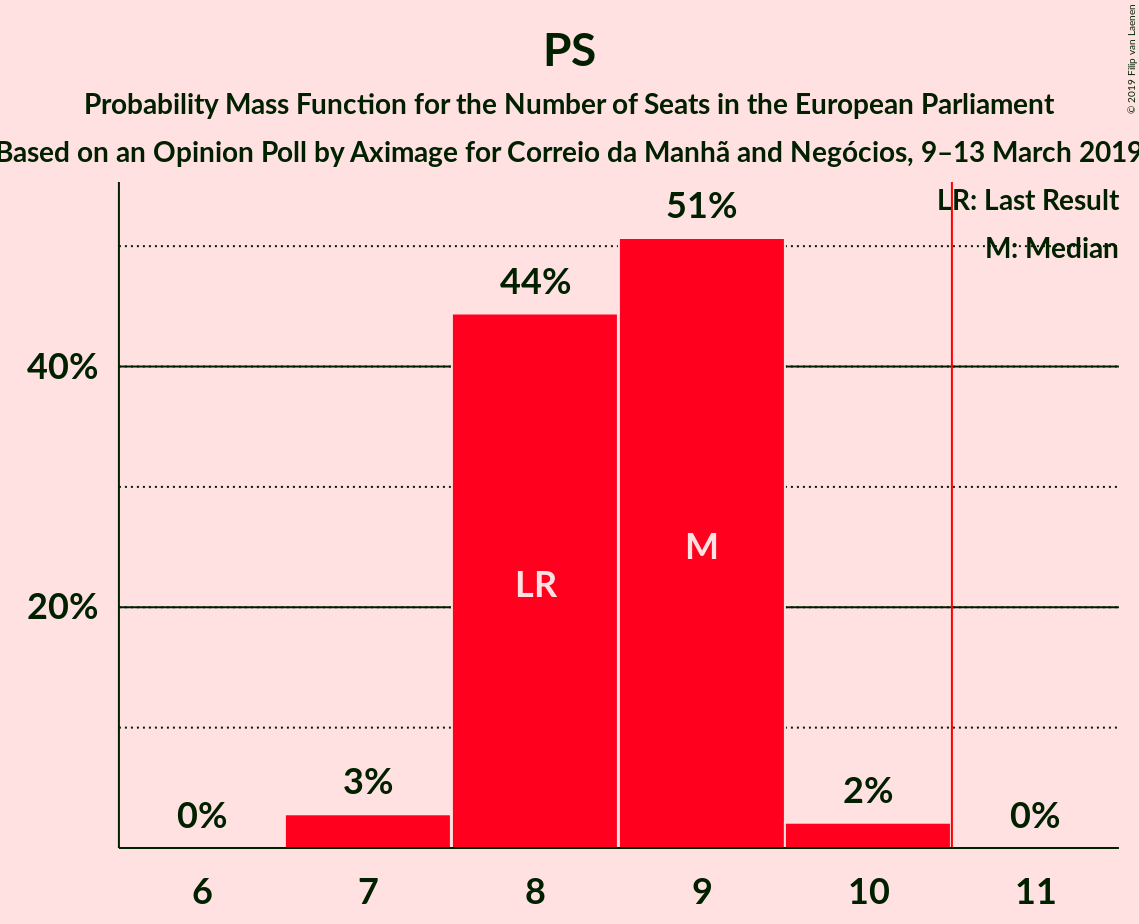 PS
Probability Mass Function for the Number of Seats in the European Parliament
Based on an Opinion Poll by Aximage for Correio da Manhã and Negócios, 9–13 March 2019
© 2019 Filip van Laenen
LR: Last Result
M: Median
51%
44%
40%
M
LR
20%
3%
2%
0%
0%
6 7 8 9 10 11